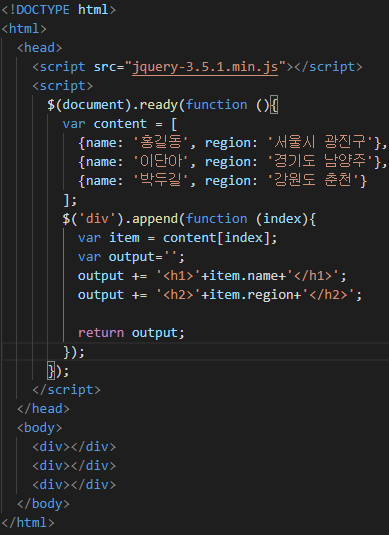 <!DOCTYPE html>
<html>
  <head>
    <script src="jquery-3.5.1.min.js"></script>
    <script>
      $(document).ready(function (){
        var content = [
          {name: '홍길동', region: '서울시 광진구'},
          {name: '이단아', region: '경기도 남양주'},
          {name: '박두길', region: '강원도 춘천'}
        ];
        $('div').append(function (index){
          var item = content[index];
          var output='';
          output += '<h1>'+item.name+'</h1>';
          output += '<h2>'+item.region+'</h2>';

          return output;
        });
      });
    </script>
  </head>
  <body>
    <div></div>
    <div></div>
    <div></div>
  </body>
</html>